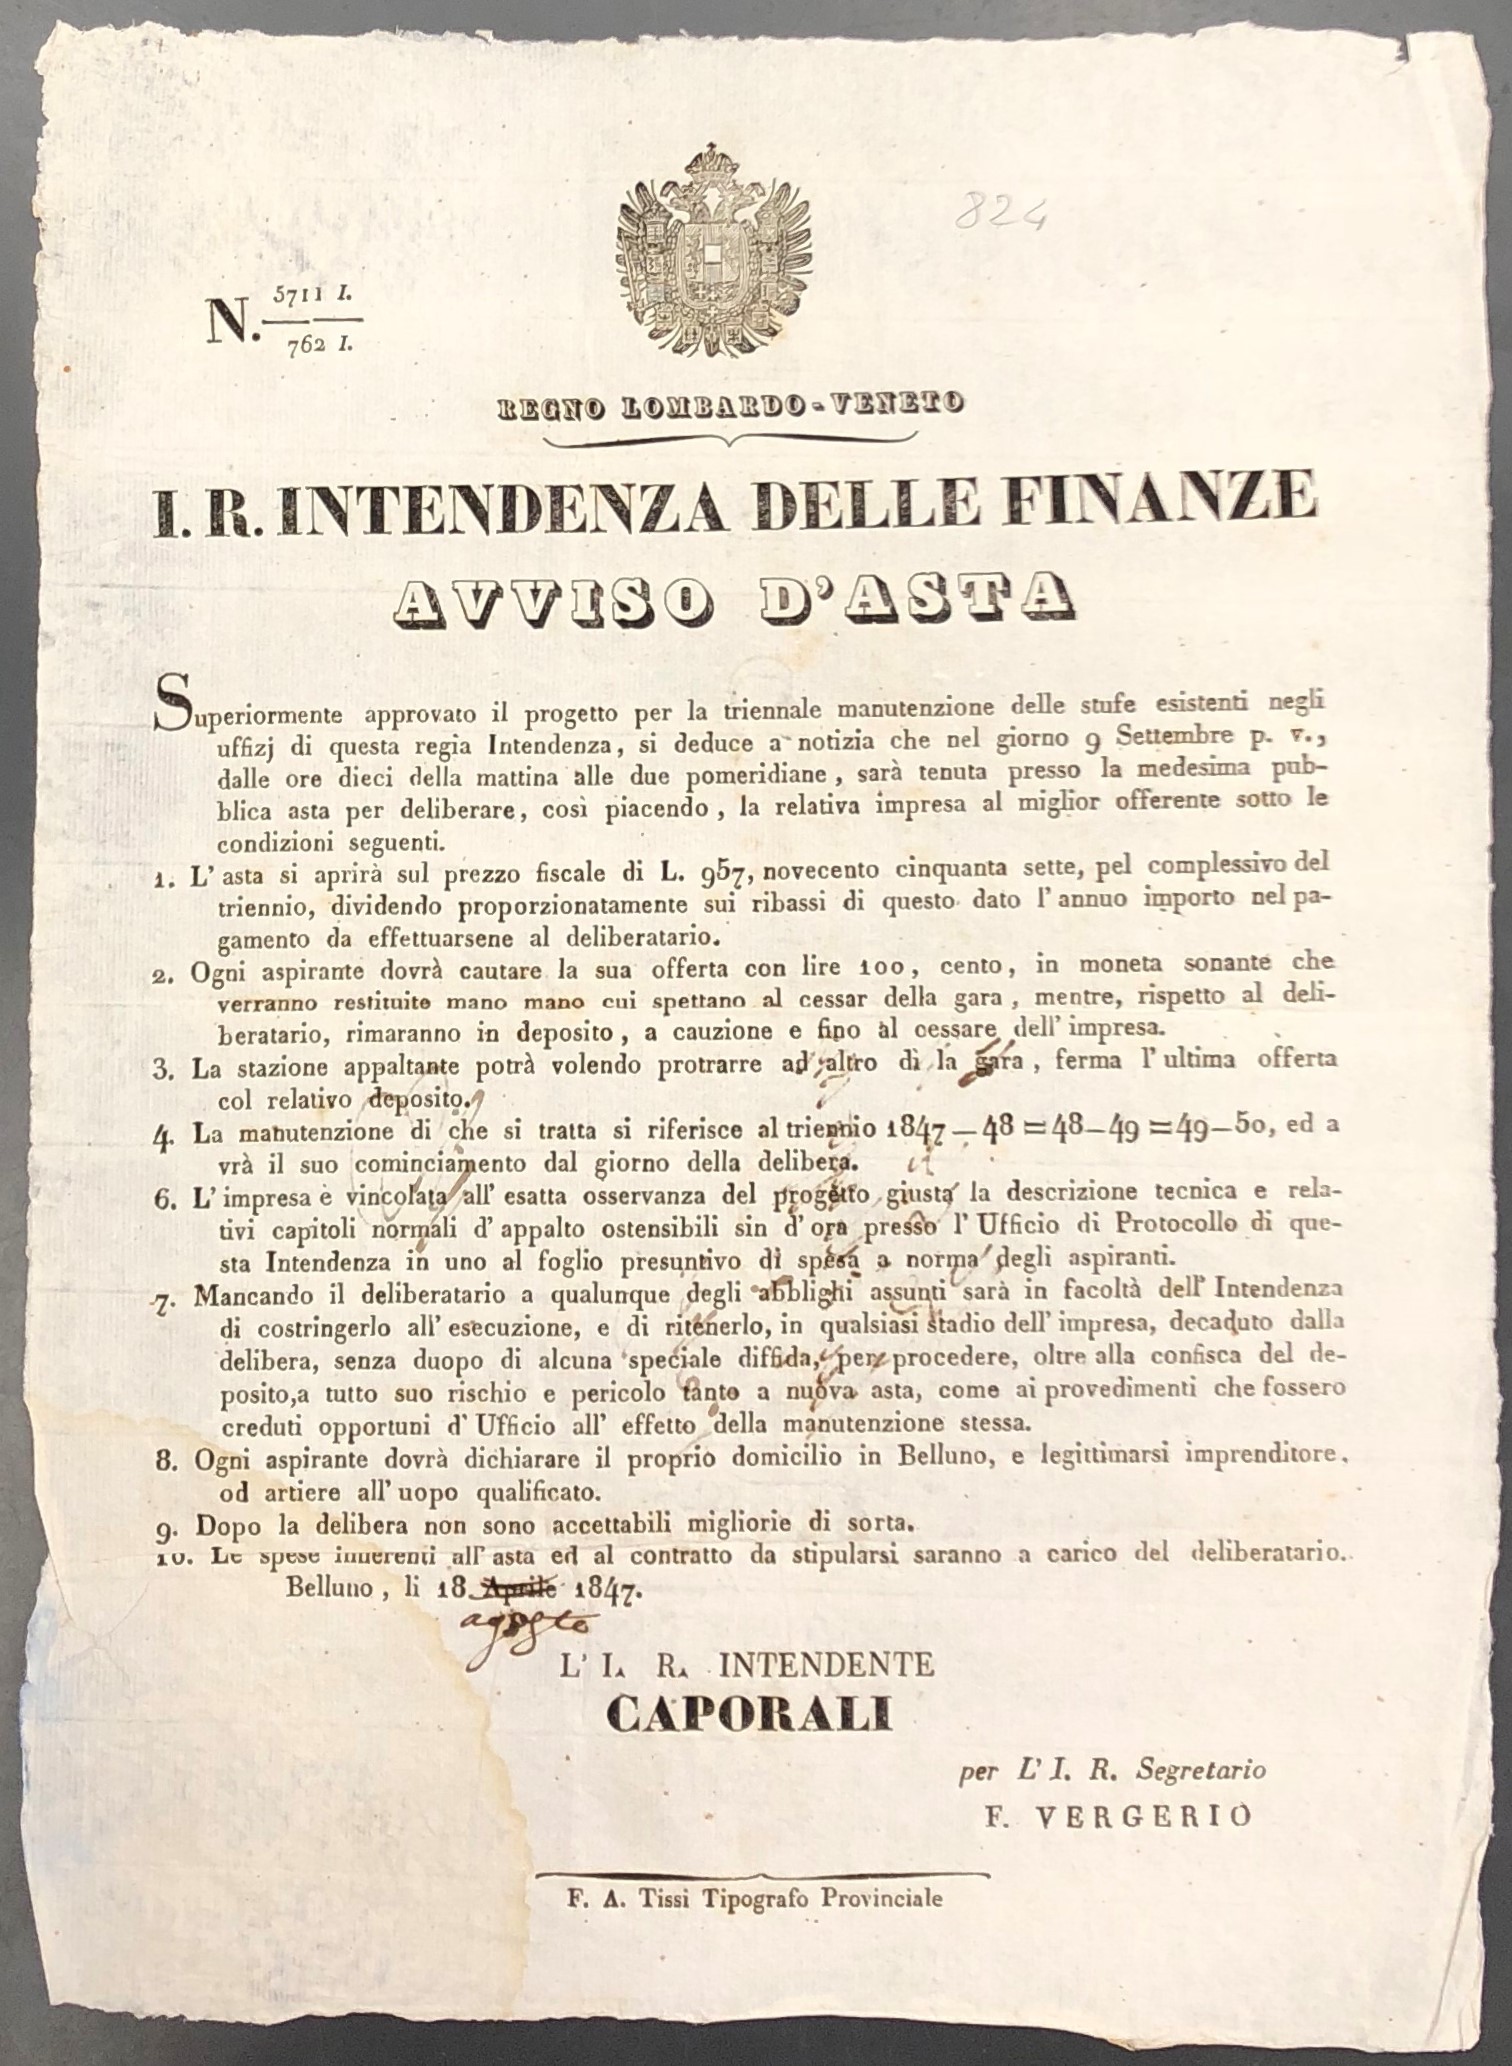 824
N. 5711 I.
762 I.
REGNO LOMBARDO-VENETO
I. R. INTENDENZA DELLE FINANZE
AVVISO D'ASTA
Superiormente approvato il progetto per la triennale manutenzione delle stufe esistenti negli
uffizj di questa regia Intendenza, si deduce a notizia che nel giorno 9 Settembre p. v.,
dalle ore dieci della mattina alle due pomeridiane, sarà tenuta presso la medesima pub-
blica asta per deliberare, così piacendo, la relativa impresa al miglior offerente sotto le
condizioni seguenti.
1. L'asta si aprirà sul prezzo fiscale di L. 957, novecento cinquanta sette, pel complessivo del
triennio, dividendo proporzionatamente sui ribassi di questo dato l'annuo importo nel pa-
gamento da effettuarsene al deliberatario.
2. Ogni aspirante dovrà cautare la sua offerta con lire 100, cento, in moneta sonante che
verranno restituite mano mano cui spettano al cessar della gara, mentre, rispetto al deli-
beratario, rimaranno in deposito, a cauzione e fino al cessare dell'impresa.
3. La stazione appaltante potrà volendo protrarre ad altro dì la gara, ferma l'ultima offerta
col relativo deposito.
4. La manutenzione di che si tratta si riferisce al triennio 1847—48=48—49=49—50, ed a
vrà il suo cominciamento dal giorno della delibera.
6. L'impresa è vincolata all'esatta osservanza del progetto giusta la descrizione tecnica e rela-
tivi capitoli normali d'appalto ostensibili sin d'ora presso l'Ufficio di Protocollo di que-
sta Intendenza in uno al foglio presuntivo di spesa a norma degli aspiranti.
7. Mancando il deliberatario a qualunque degli abblighi assunti sarà in facoltà dell'Intendenza
di costringerlo all'esecuzione, e di ritenerlo, in qualsiasi stadio dell'impresa, decaduto dalla
delibera, senza duopo di alcuna speciale diffida, per procedere, oltre alla confisca del de-
posito,a tutto suo rischio e pericolo tanto a nuova asta, come ai provedimenti che fossero
creduti opportuni d'Ufficio all'effetto della manutenzione stessa.
8. Ogni aspirante dovrà dichiarare il proprio domicilio in Belluno, e legittimarsi imprenditore,
od artiere all'uopo qualificato.
9. Dopo la delibera non sono accettabili migliorie di sorta.
10. Le spese innerenti all'asta ed al contratto da stipularsi saranno a carico del deliberatario.
Belluno, li 18 Aprile 1847.
agosto
L'I. R. INTENDENTE
CAPORALI
per L'I. R. Segretario
F. VERGERIO
F. A. Tissi Tipografo Provinciale